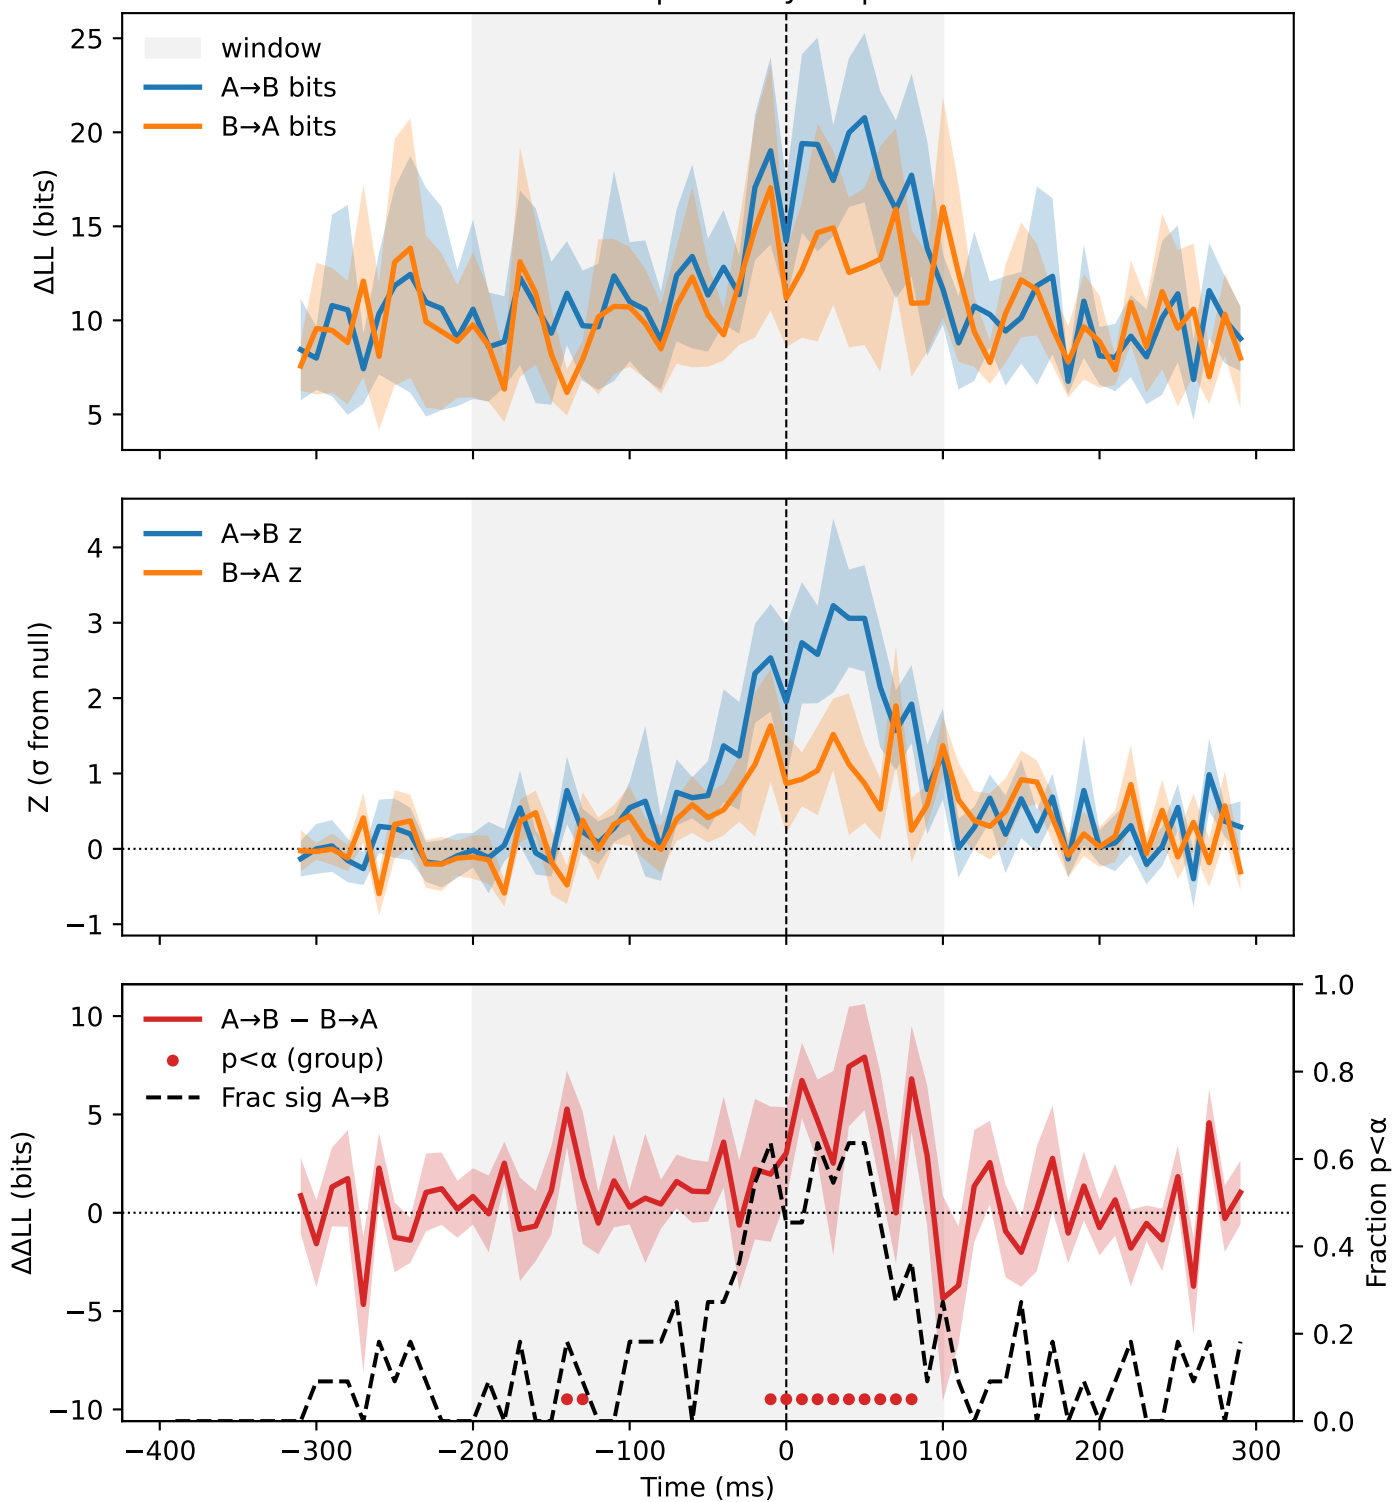 25
20
15
10
5
ΔLL (bits)
window
A→B bits
B→A bits
4
3
2
1
0
−1
Z (σ from null)
A→B z
B→A z
10
5
0
−5
−10
ΔΔLL (bits)
A→B − B→A
p<α (group)
Frac sig A→B
1.0
0.8
0.6
0.4
0.2
0.0
Fraction p<α
−400 −300 −200 −100 0 100 200 300
Time (ms)